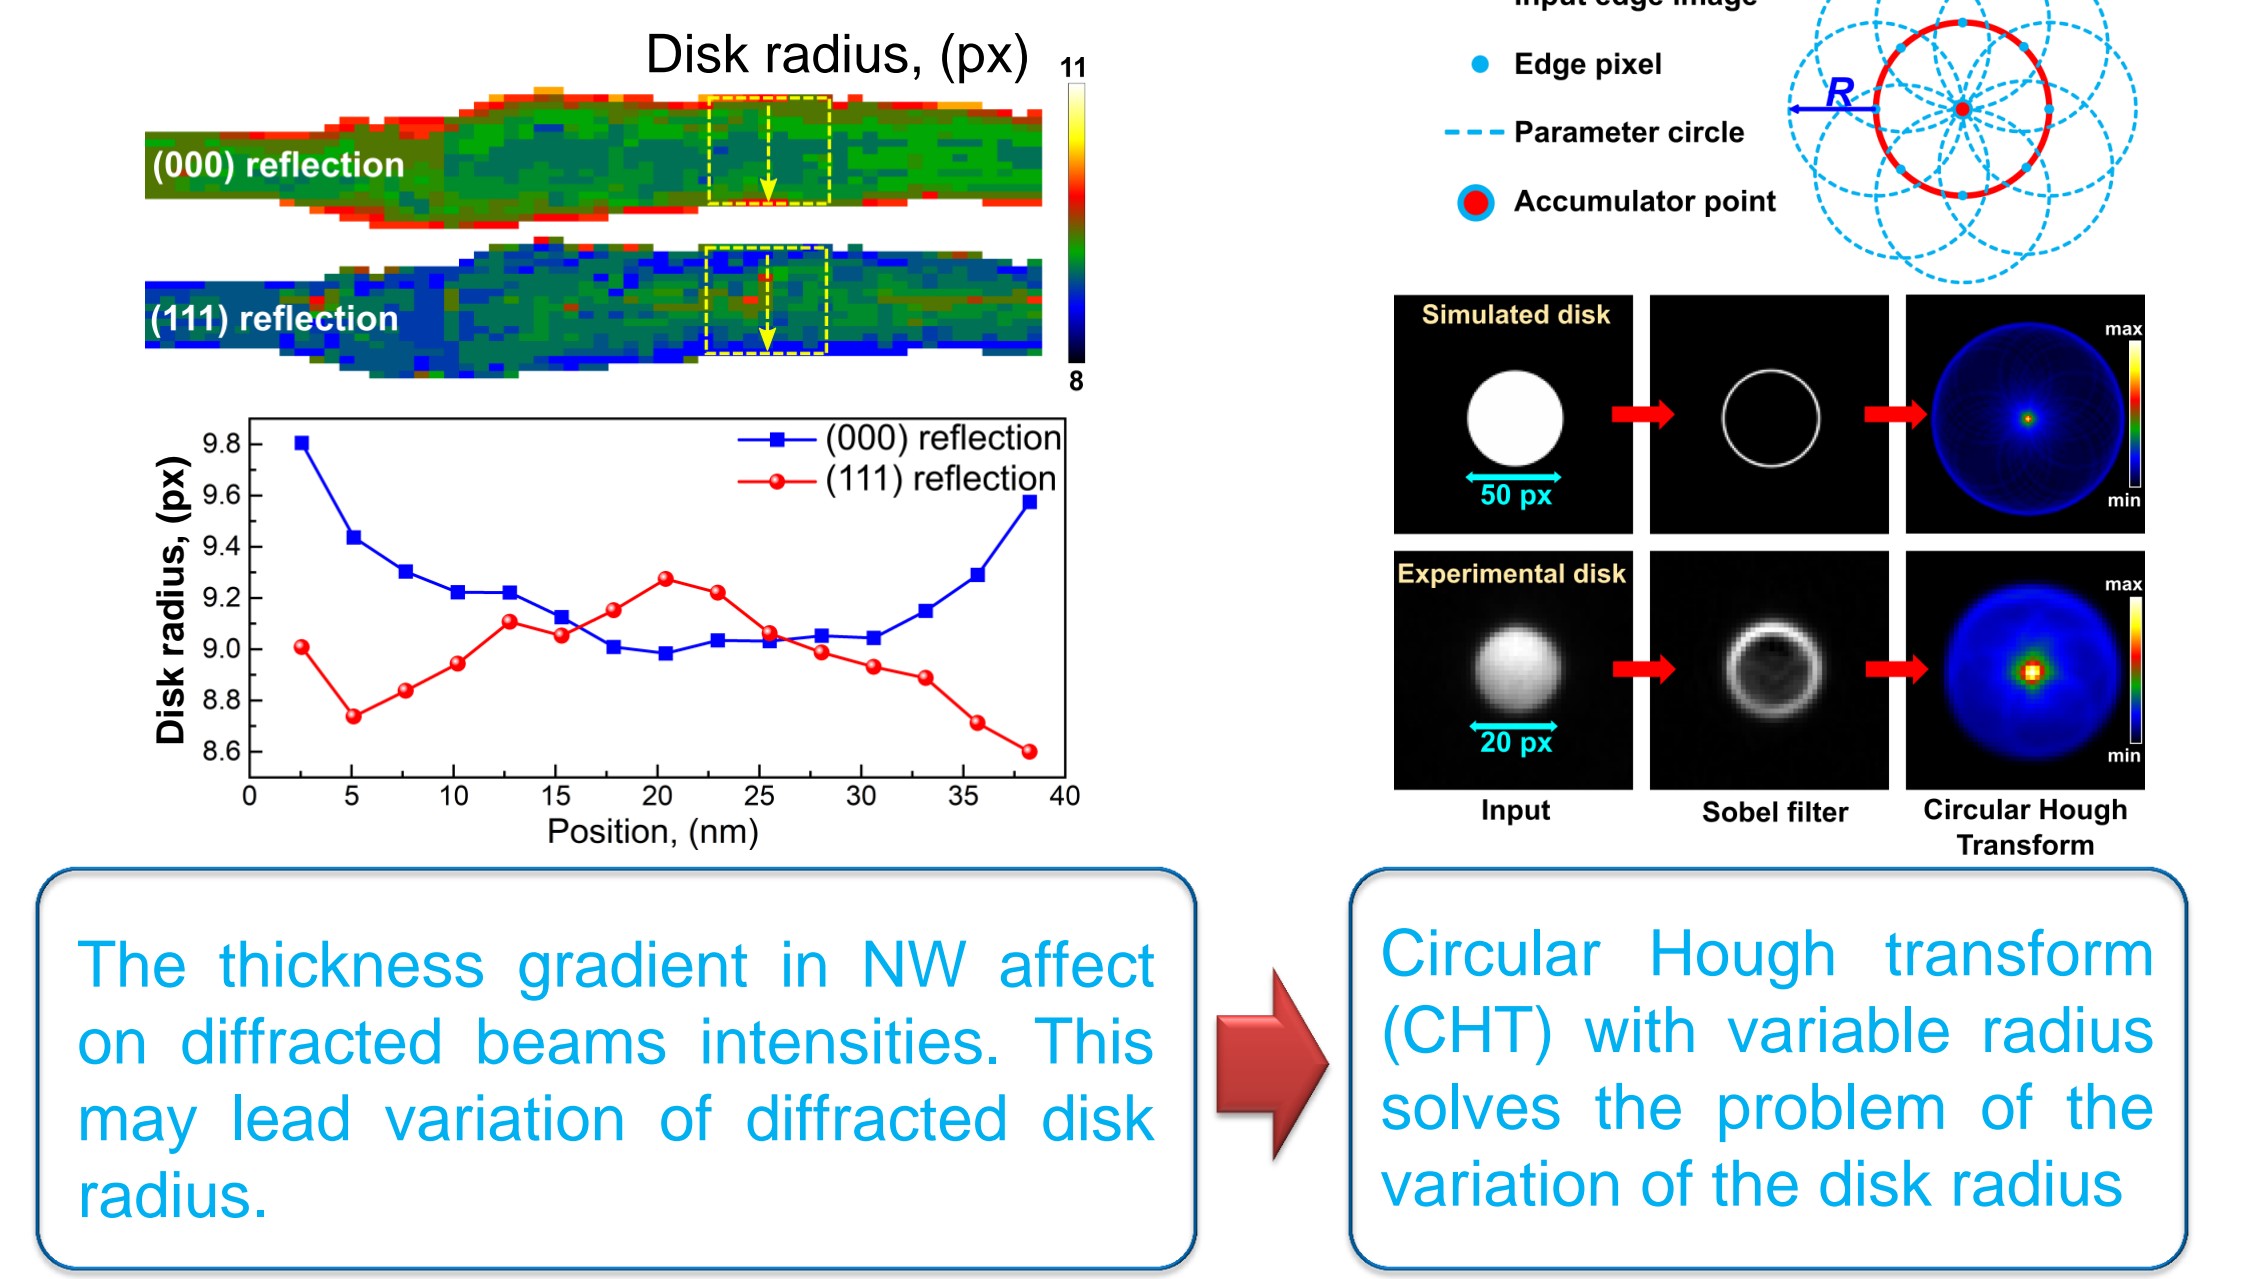 Disk radius, (px)
11
(000) reflection
(111) reflection
8
9.8
9.6
9.4
9.2
9.0
8.8
8.6
Disk radius, (px)
(000) reflection
(111) reflection
0 5 10 15 20 25 30 35 40
Position, (nm)
Input edge image
Edge pixel
Parameter circle
Accumulator point
R
Simulated disk
50 px
max
min
Experimental disk
20 px
max
min
Input
Sobel filter
Circular Hough
Transform
The thickness gradient in NW affect
on diffracted beams intensities. This
may lead variation of diffracted disk
radius.
Circular Hough transform
(CHT) with variable radius
solves the problem of the
variation of the disk radius